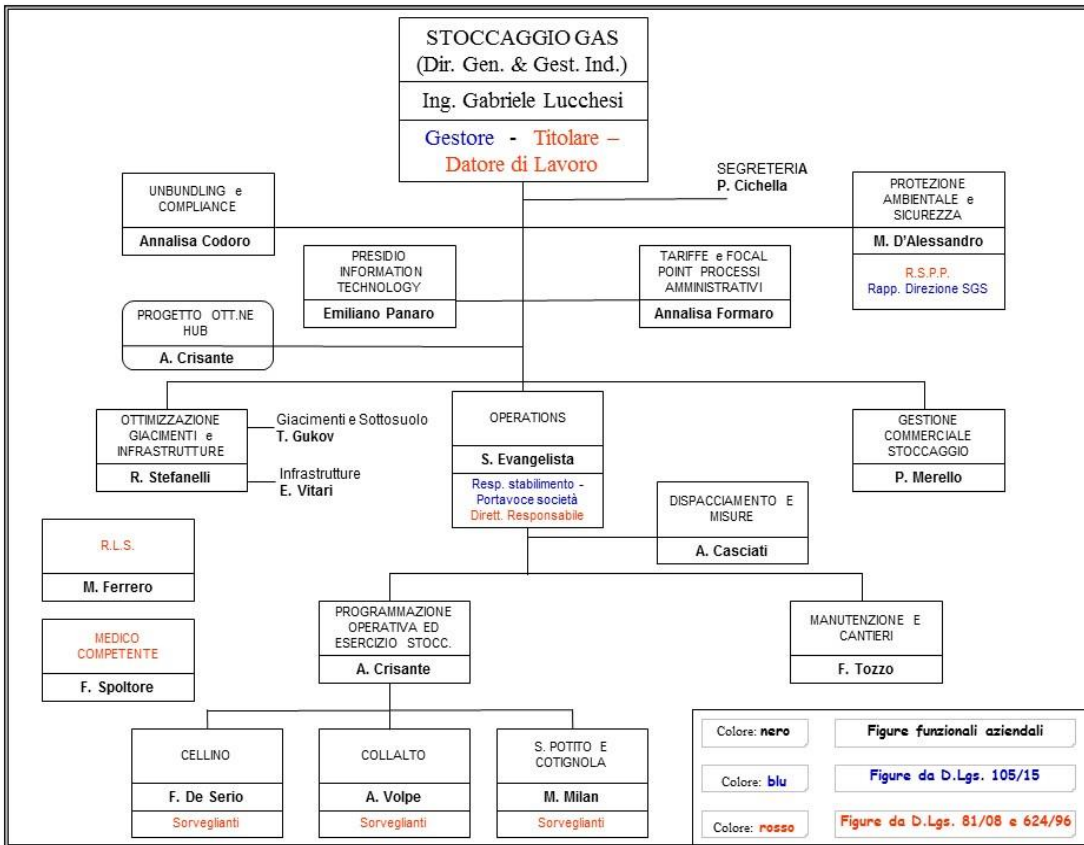 STOCCAGGIO GAS
(Dir. Gen. & Gest. Ind.)
Ing. Gabriele Lucchesi
Gestore - Titolare –
Datore di Lavoro
SEGRETERIA
P. Cichella
UNBUNDLING e
COMPLIANCE
Annalisa Codoro
PROTEZIONE
AMBIENTALE e
SICUREZZA
M. D'Alessandro
R.S.P.P.
Rapp. Direzione SGS
PRESIDIO
INFORMATION
TECHNOLOGY
Emiliano Panaro
TARIFFE e FOCAL
POINT PROCESSI
AMMINISTRATIVI
Annalisa Formaro
PROGETTO OTT.NE
HUB
A. Crisante
OTTIMIZZAZIONE
GIACIMENTI e
INFRASTRUTTURE
R. Stefanelli
Giacimenti e Sottosuolo
T. Gukov
Infrastrutture
E. Vitari
OPERATIONS
S. Evangelista
Resp. stabilimento -
Portavoce società
Dirett. Responsabile
GESTIONE
COMMERCIALE
STOCCAGGIO
P. Merello
DISPACCIAMENTO E
MISURE
A. Casciati
R.L.S.
M. Ferrero
MEDICO
COMPETENTE
F. Spoltore
PROGRAMMAZIONE
OPERATIVA ED
ESERCIZIO STOCC.
A. Crisante
MANUTENZIONE E
CANTIERI
F. Tozzo
CELLINO
F. De Serio
Sorveglianti
COLLALTO
A. Volpe
Sorveglianti
S. POTITO E
COTIGNOLA
M. Milan
Sorveglianti
Colore: nero
Figure funzionali aziendali
Colore: blu
Figure da D.Lgs. 105/15
Colore: rosso
Figure da D.Lgs. 81/08 e 624/96